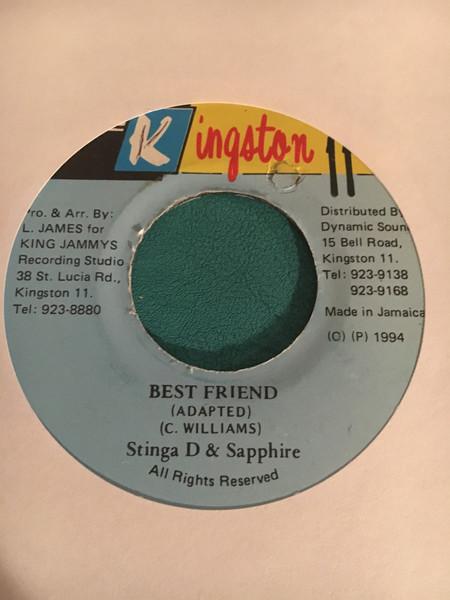 Kingston 11
ro. & Arr. By:
L. JAMES for
KING JAMMYS
Recording Studio
38 St. Lucia Rd.,
Kingston 11.
Tel: 923-8880
Distributed By
Dynamic Soun
15 Bell Road,
Kingston 11.
Tel: 923-9138
923-9168
Made in Jamaica
(C) (P) 1994
BEST FRIEND
(ADAPTED)
(C. WILLIAMS)
Stinga D & Sapphire
All Rights Reserved